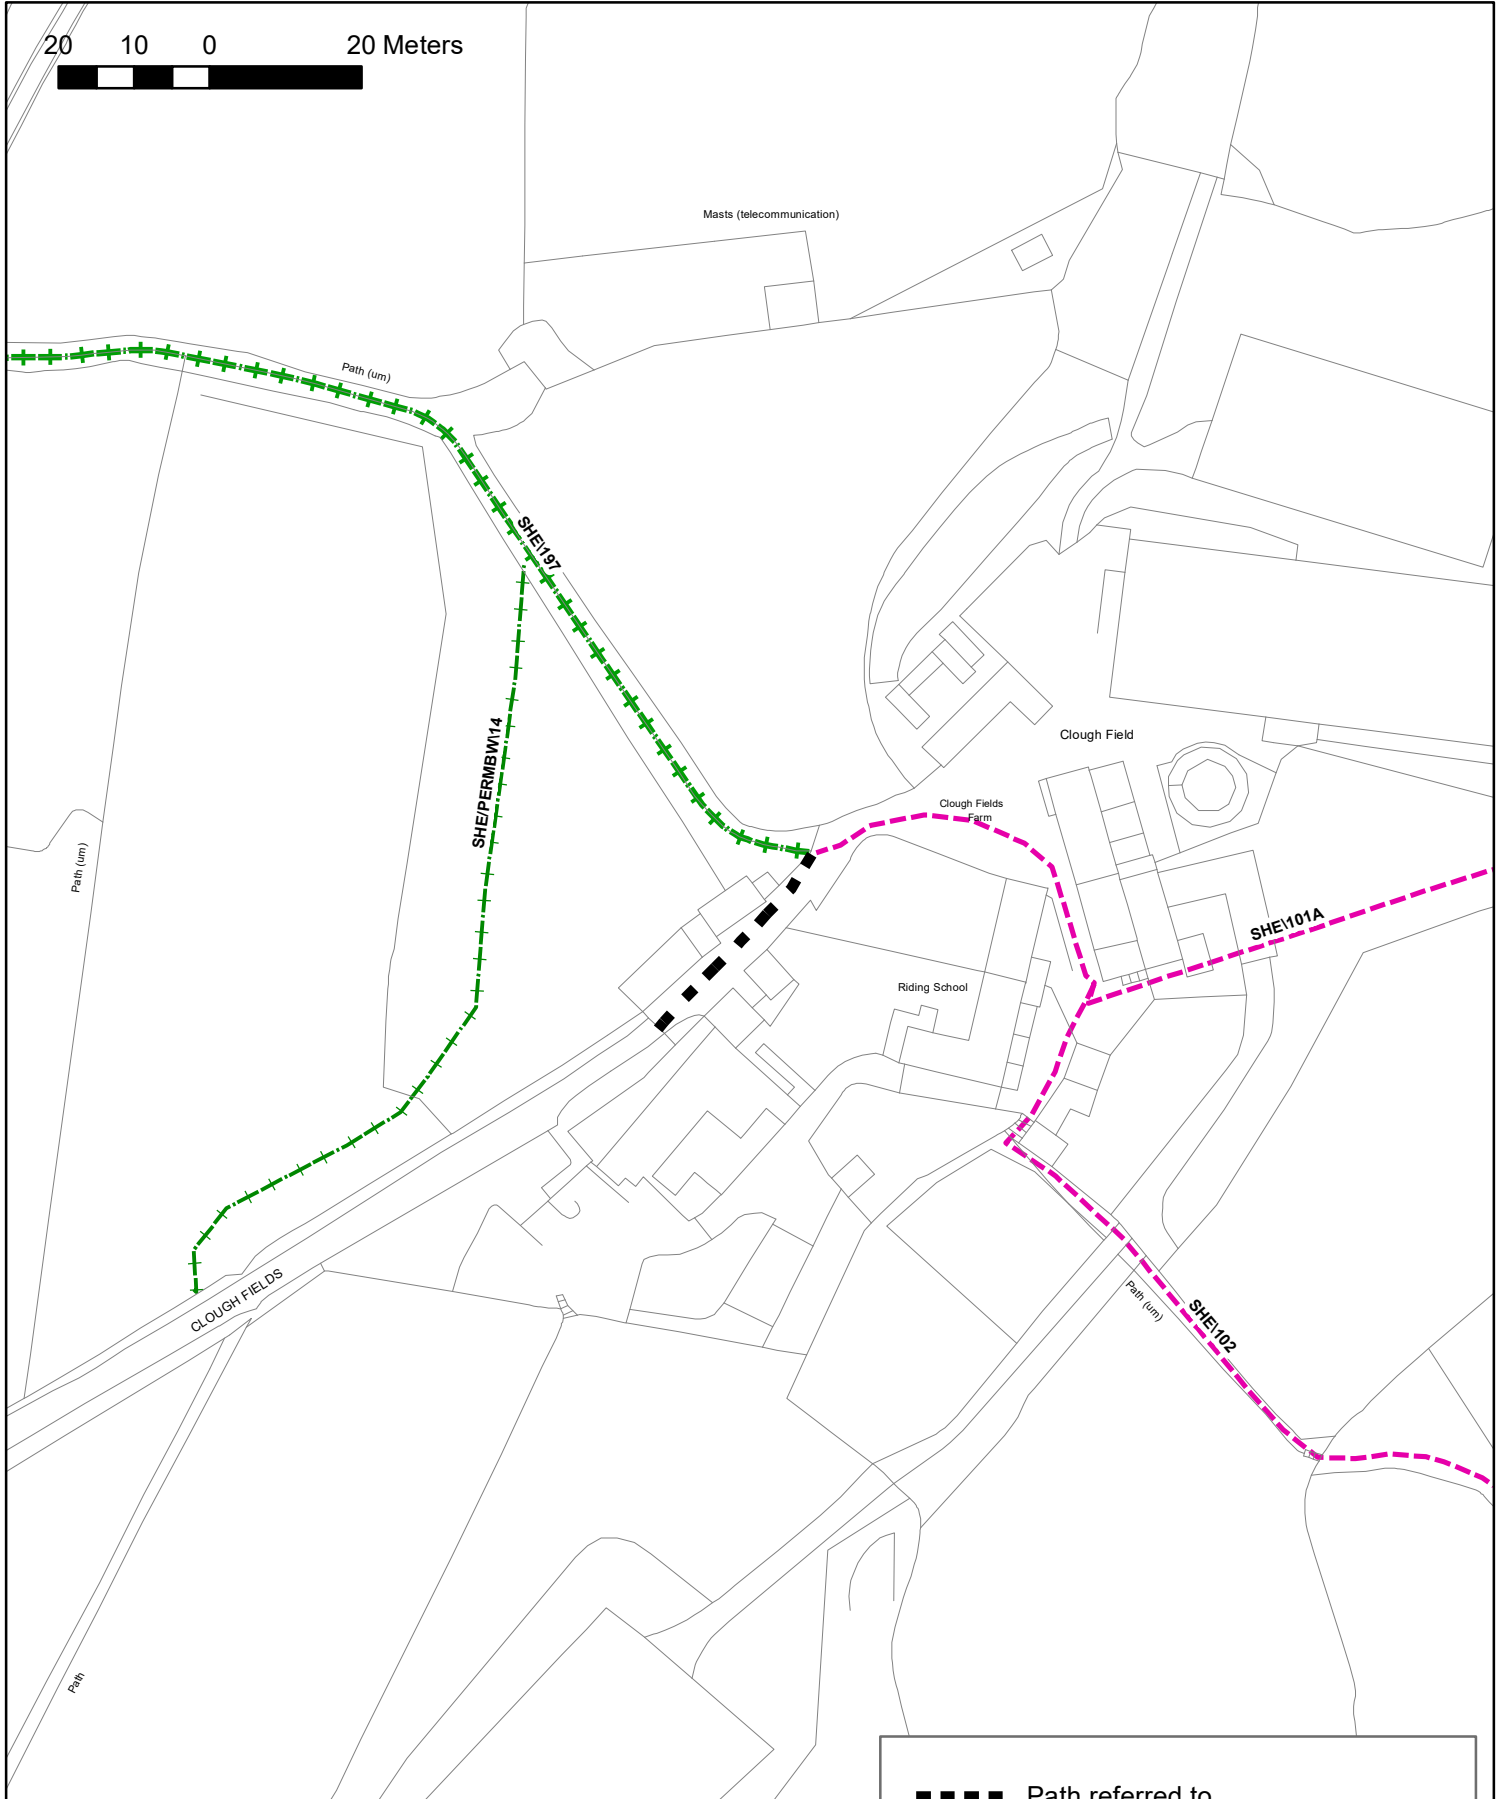 20 10 0 20 Meters
Masts (telecommunication)
Path (um)
SHE\197
SHE/PERMBW\14
Clough Field
Clough Fields
Farm
Path (um)
SHE\101A
Riding School
CLOUGH FIELDS
Path (um)
SHE\102
Path
Path referred to